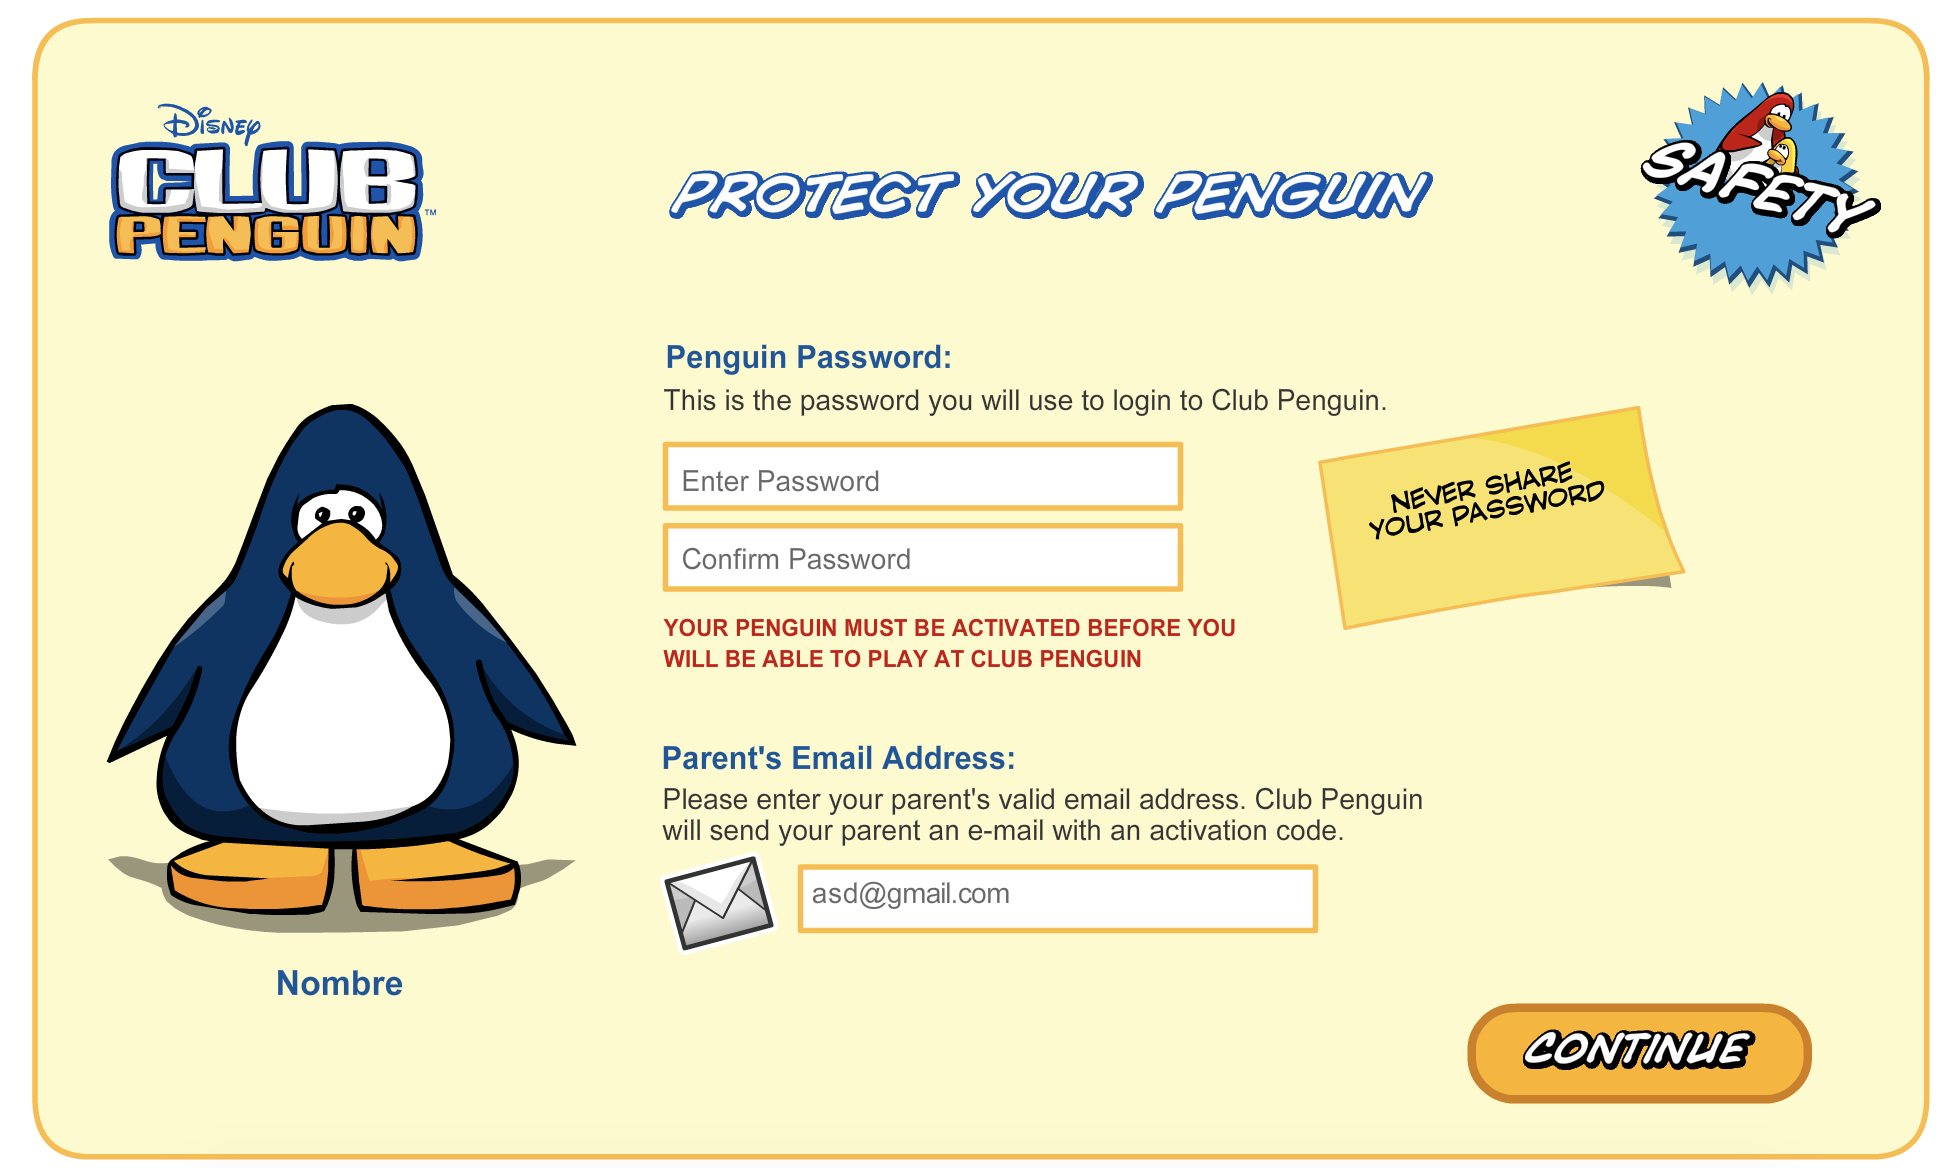 Disney
CLUB
PENGUIN
™
PROTECT YOUR PENGUIN
SAFETY
Penguin Password:
This is the password you will use to login to Club Penguin.
Enter Password
Confirm Password
NEVER SHARE
YOUR PASSWORD
YOUR PENGUIN MUST BE ACTIVATED BEFORE YOU
WILL BE ABLE TO PLAY AT CLUB PENGUIN
Parent's Email Address:
Please enter your parent's valid email address. Club Penguin
will send your parent an e-mail with an activation code.
asd@gmail.com
Nombre
CONTINUE